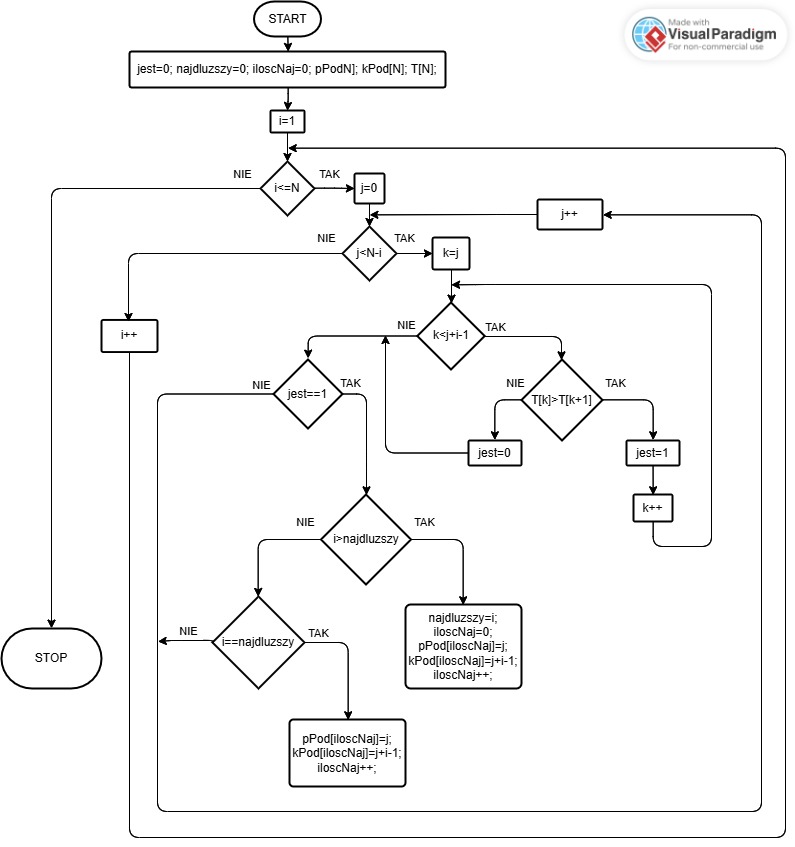 START
Made with
VisualParadigm
For non-commercial use
jest=0; najdluzszy=0; iloscNaj=0; pPodN]; kPod[N]; T[N];
i=1
NIE
i<=N
TAK
j=0
j++
NIE
j<N-i
TAK
k=j
i++
NIE
k<j+i-1
TAK
NIE
jest==1
TAK
NIE
T[k]>T[k+1]
TAK
jest=0
jest=1
k++
NIE
i>najdluzszy
TAK
najdluzszy=i;
iloscNaj=0;
pPod[iloscNaj]=j;
kPod[iloscNaj]=j+i-1;
iloscNaj++;
NIE
i==najdluzszy
TAK
STOP
pPod[iloscNaj]=j;
kPod[iloscNaj]=j+i-1;
iloscNaj++;